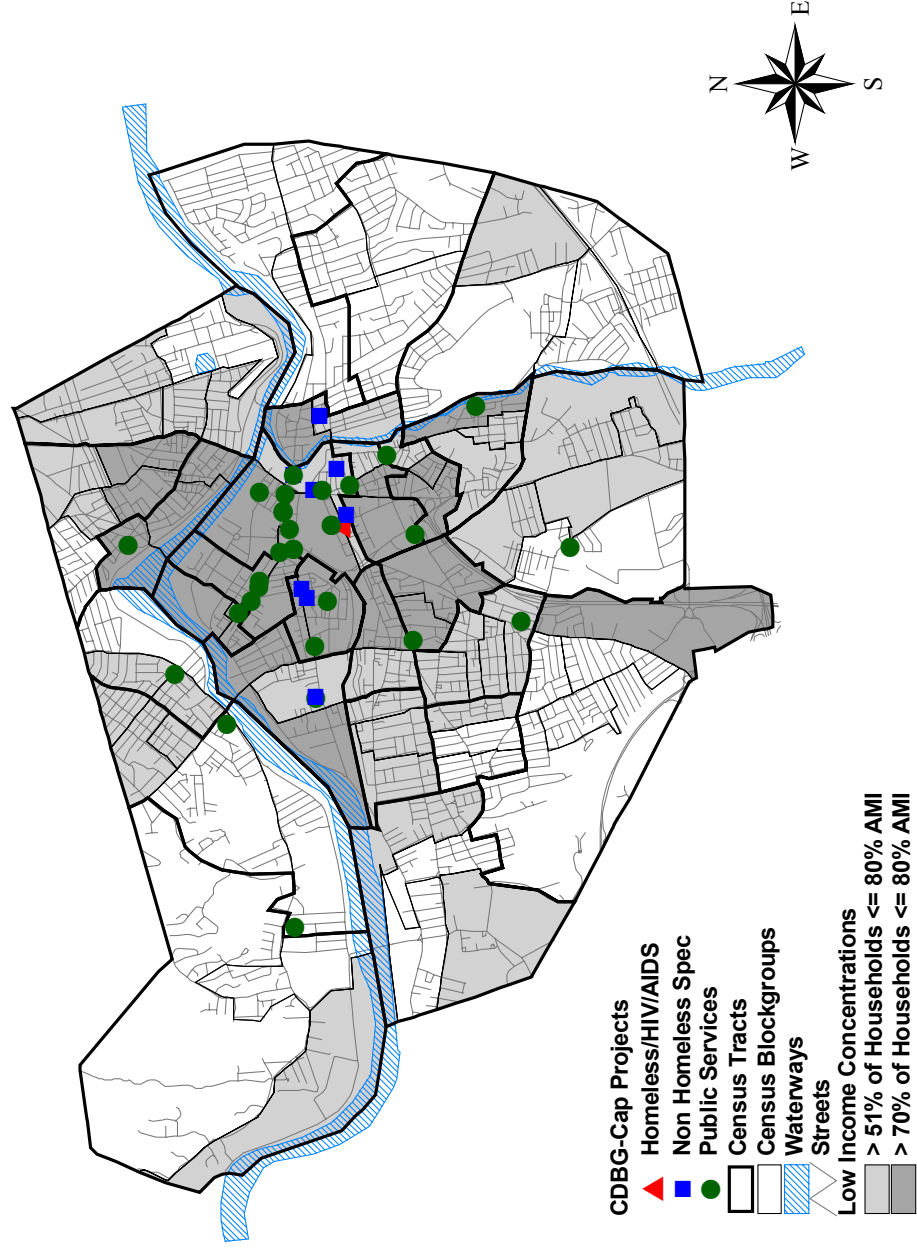 N
E
W
S
CDBG-Cap Projects
Homeless/HIV/AIDS
Non Homeless Spec
Public Services
Census Tracts
Census Blockgroups
Waterways
Streets
Low Income Concentrations
> 51% of Households <= 80% AMI
> 70% of Households <= 80% AMI